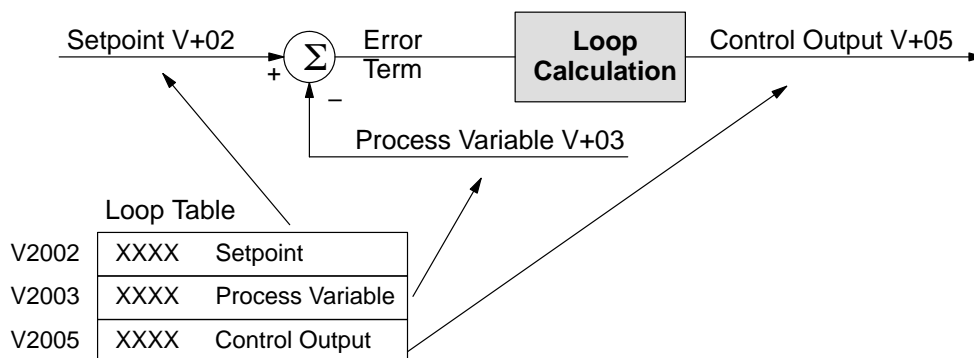 Setpoint V+02
Error
Term
Loop
Calculation
Control Output V+05
+
Σ
−
Process Variable V+03
Loop Table
V2002 XXXX Setpoint
V2003 XXXX Process Variable
V2005 XXXX Control Output